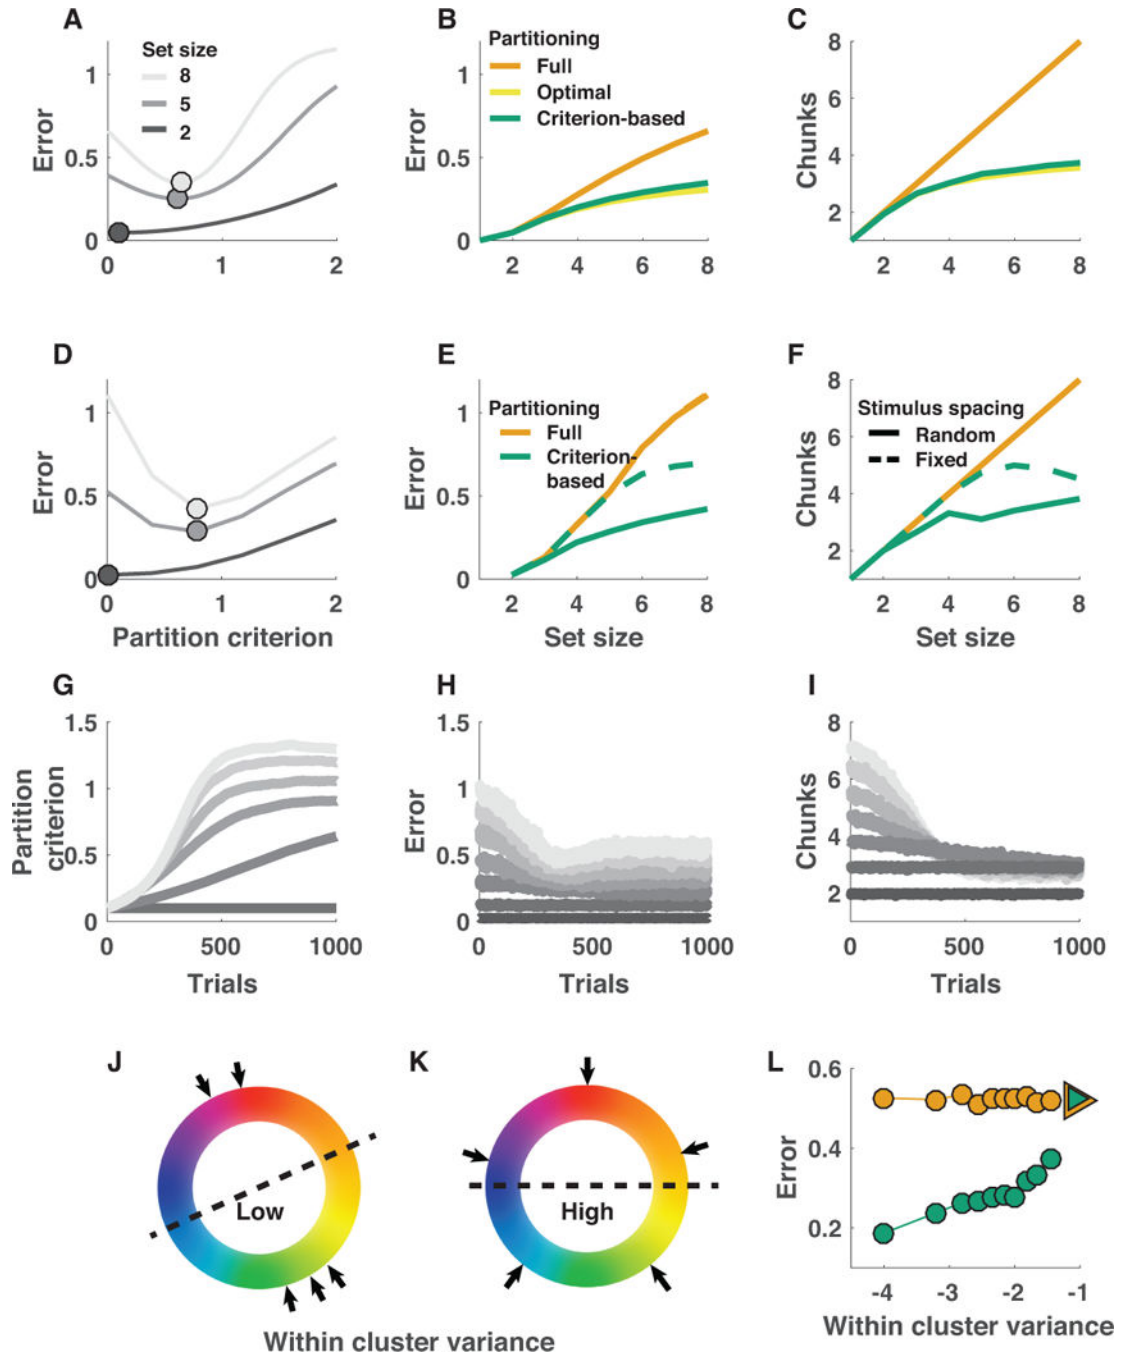 A
Error
1
0.5
0
0
1
2
Set size
8
5
2
B
Error
1
0.5
0
2
4
6
8
Partitioning
Full
Optimal
Criterion-based
C
Chunks
8
6
4
2
2
4
6
8
D
Error
1
0.5
0
0
1
2
Partition criterion
E
Error
1
0.5
0
2
4
6
8
Set size
Partitioning
Full
Criterion-
based
F
Chunks
8
6
4
2
2
4
6
8
Set size
Stimulus spacing
Random
Fixed
G
Partition
criterion
1.5
1
0.5
0
0
500
1000
Trials
H
Error
1.5
1
0.5
0
0
500
1000
Trials
I
Chunks
8
6
4
2
0
500
1000
Trials
J
Low
K
High
Within cluster variance
L
Error
0.6
0.4
0.2
-4
-3
-2
-1
Within cluster variance